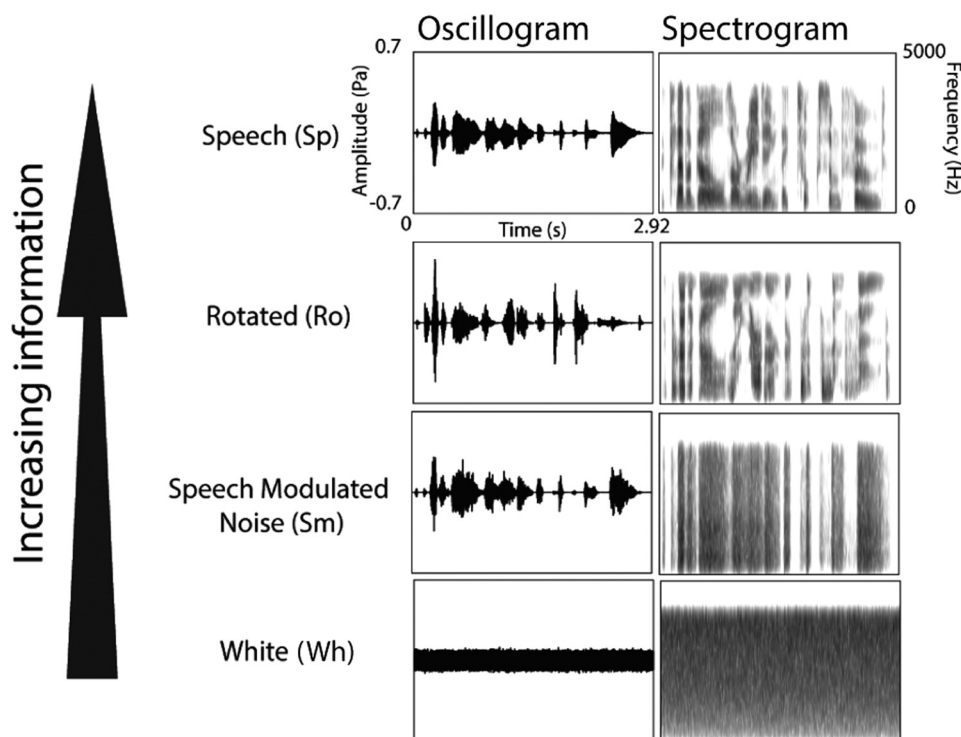 Oscillogram
Spectrogram
Increasing information
0.7
Amplitude (Pa)
-0.7
0
Time (s)
2.92
5000
Frequency (Hz)
0
Speech (Sp)
Rotated (Ro)
Speech Modulated
Noise (Sm)
White (Wh)